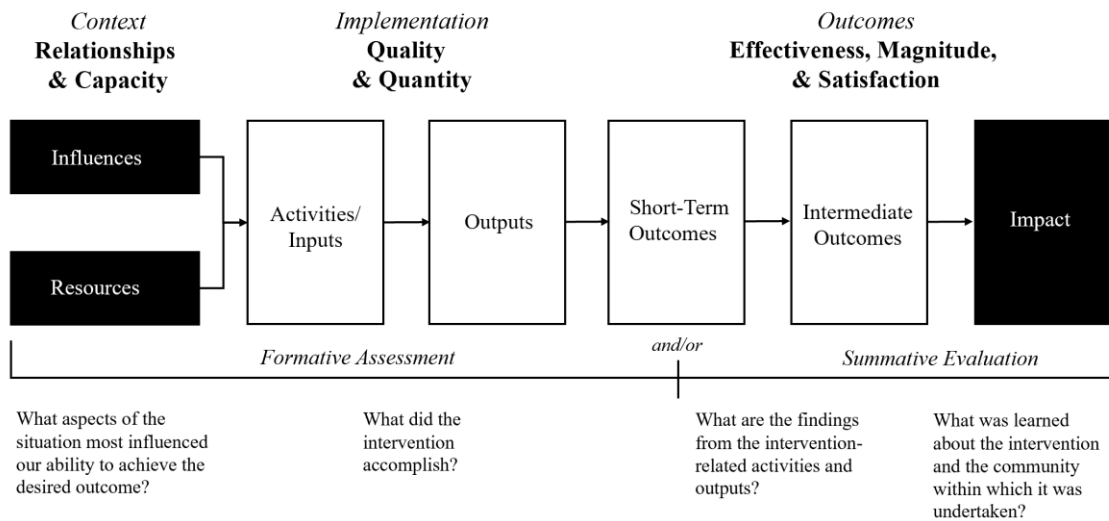 Context
Relationships
& Capacity
Implementation
Quality
& Quantity
Outcomes
Effectiveness, Magnitude,
& Satisfaction
Influences
Resources
Activities/
Inputs
Outputs
Short-Term
Outcomes
Intermediate
Outcomes
Impact
Formative Assessment
and/or
Summative Evaluation
What aspects of the
situation most influenced
our ability to achieve the
desired outcome?
What did the
intervention
accomplish?
What are the findings
from the intervention-
related activities and
outputs?
What was learned
about the intervention
and the community
within which it was
undertaken?